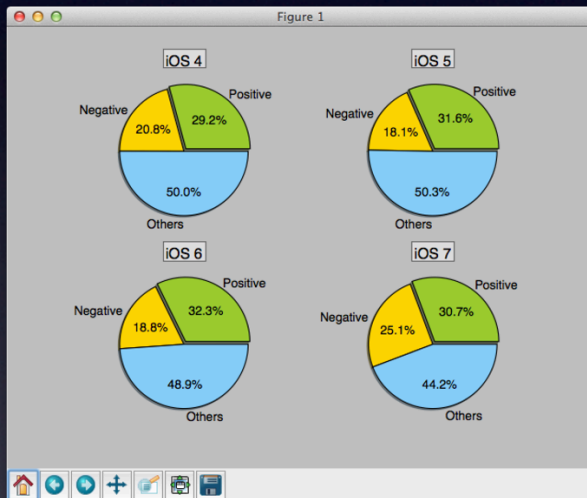 Figure 1
iOS 4
Positive
Negative
29.2%
20.8%
50.0%
Others
iOS 5
Positive
Negative
31.6%
18.1%
50.3%
Others
iOS 6
Positive
Negative
32.3%
18.8%
48.9%
Others
iOS 7
Positive
Negative
30.7%
25.1%
44.2%
Others